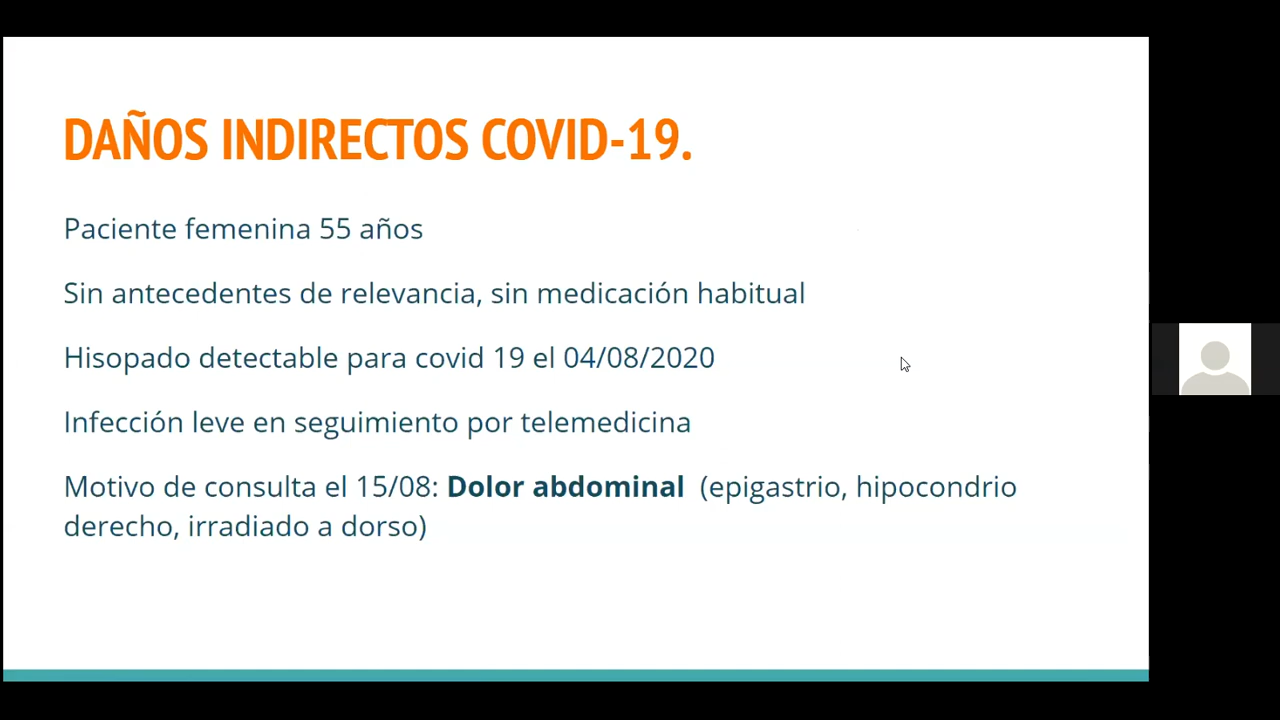 DAÑOS INDIRECTOS COVID-19.
Paciente femenina 55 años
Sin antecedentes de relevancia, sin medicación habitual
Hisopado detectable para covid 19 el 04/08/2020
Infección leve en seguimiento por telemedicina
Motivo de consulta el 15/08: Dolor abdominal (epigastrio, hipocondrio
derecho, irradiado a dorso)